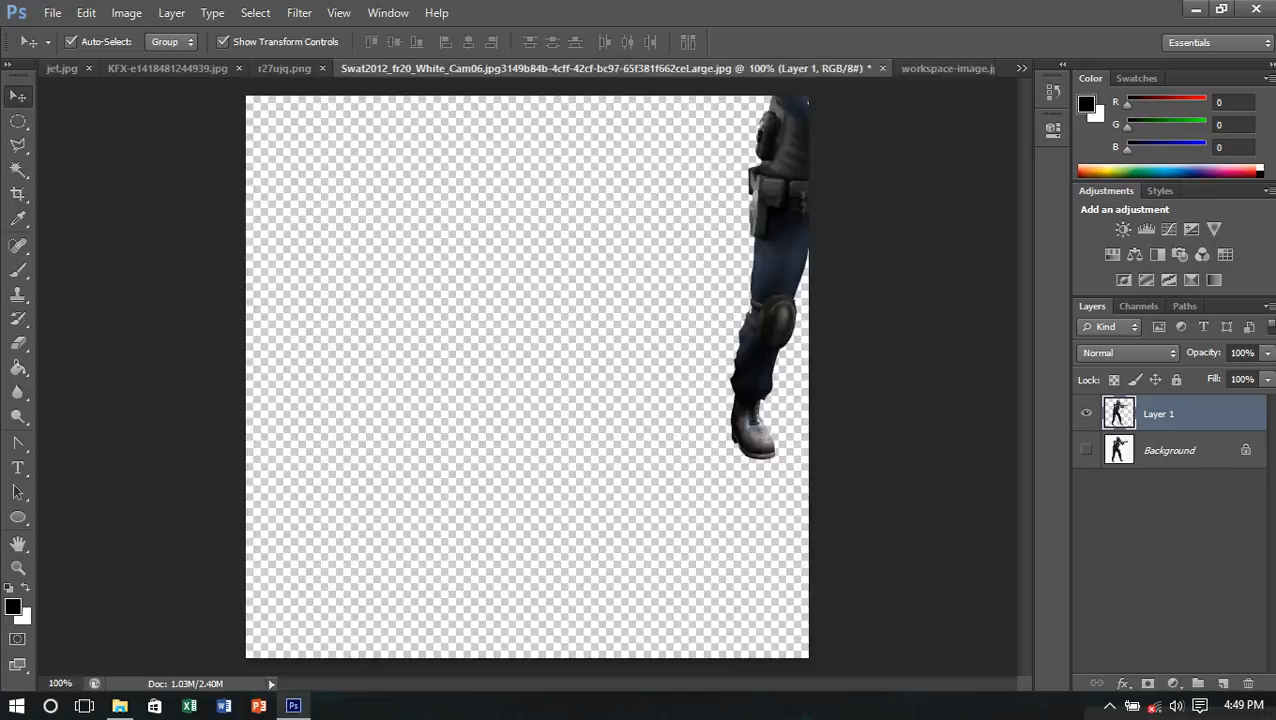 Ps File Edit Image Layer Type Select Filter View Window Help
Auto-Select: Group Show Transform Controls Essentials
jet.jpg × KFX-e1418481244939.jpg × r27ujq.png × Swat2012_fr20_White_Cam06.jpg3149b84b-4cff-42cf-bc97-65f381f662ceLarge.jpg @ 100% (Layer 1, RGB/8#) * × workspace-image.j
Color Swatches
R 0
G 0
B 0
Adjustments Styles
Add an adjustment
Layers Channels Paths
Kind
Normal Opacity: 100%
Lock: Fill: 100%
Layer 1
Background
100% Doc: 1.03M/2.40M
4:49 PM